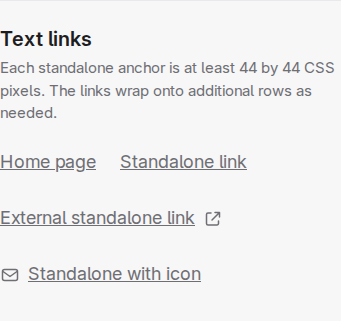 Text links
Each standalone anchor is at least 44 by 44 CSS
pixels. The links wrap onto additional rows as
needed.
Home page Standalone link
External standalone link
Standalone with icon